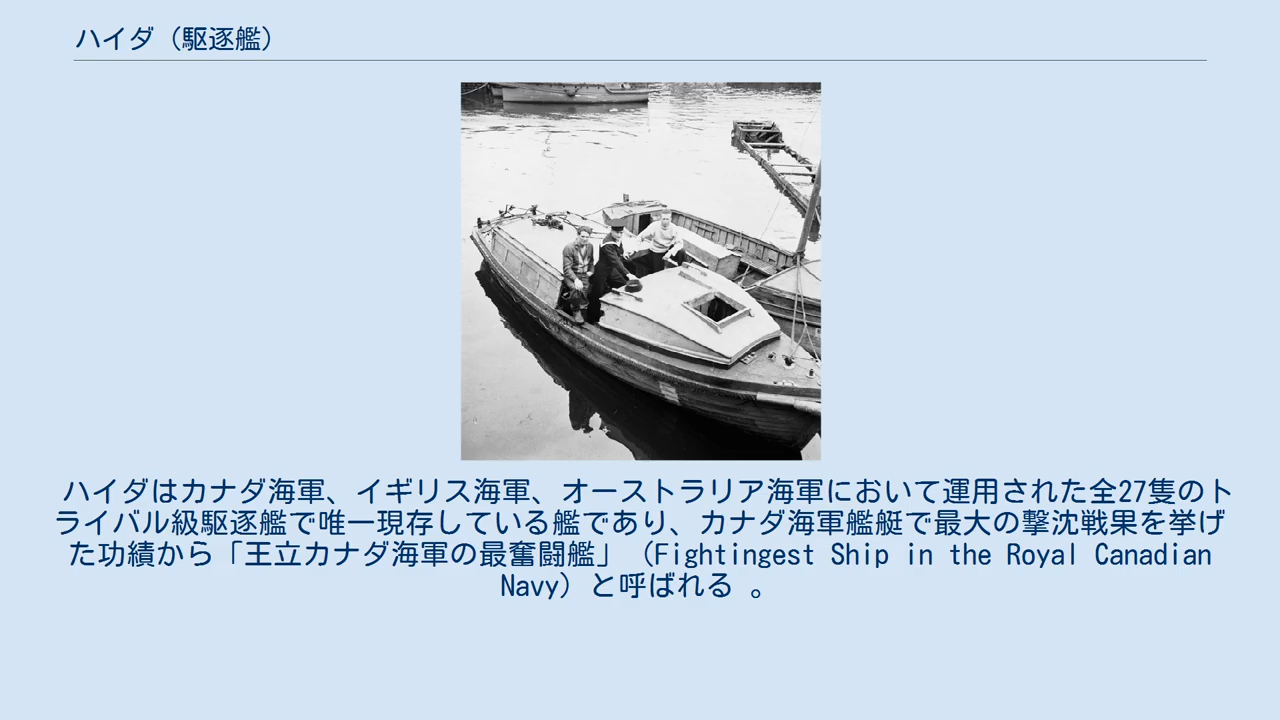 ハイダ（駆逐艦）
ハイダはカナダ海軍、イギリス海軍、オーストラリア海軍において運用された全27隻のト
ライバル級駆逐艦で唯一現存している艦であり、カナダ海軍艦艇で最大の撃沈戦果を挙げ
た功績から「王立カナダ海軍の最奮闘艦」（Fightingest Ship in the Royal Canadian
Navy）と呼ばれる 。